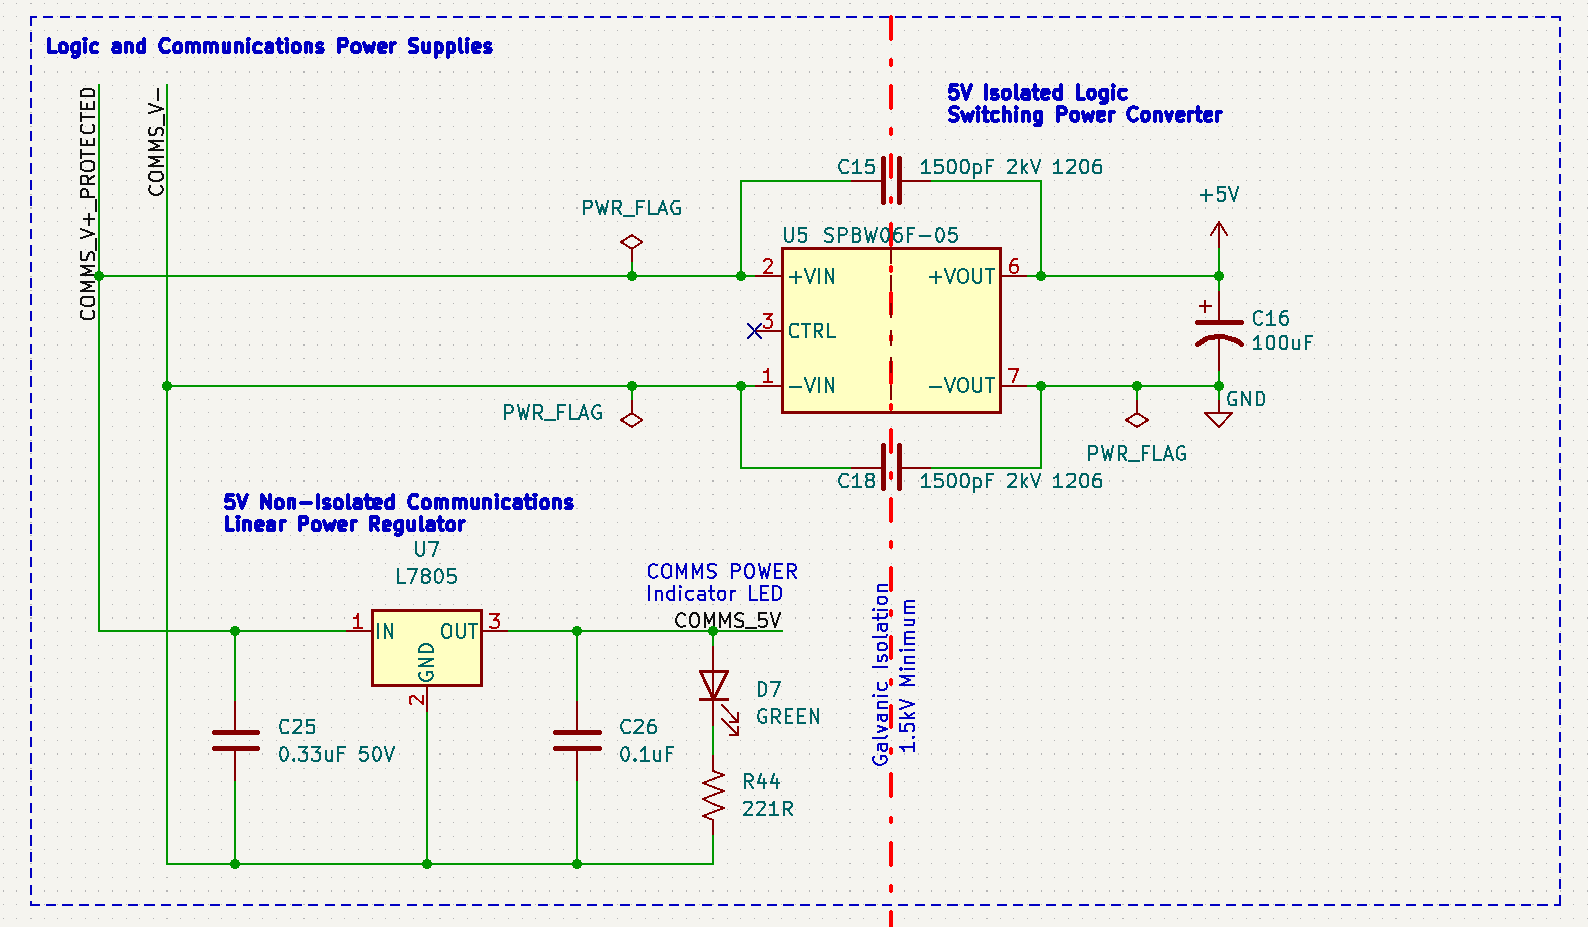 Logic and Communications Power Supplies
COMMS_V+_PROTECTED
COMMS_V-
5V Isolated Logic
Switching Power Converter
C15
1500pF 2kV 1206
PWR_FLAG
+5V
U5 SPBW06F-05
2
+VIN
+VOUT
6
3
CTRL
+
C16
100uF
1
-VIN
-VOUT
7
PWR_FLAG
GND
PWR_FLAG
C18
1500pF 2kV 1206
5V Non-Isolated Communications
Linear Power Regulator
U7
L7805
COMMS POWER
Indicator LED
COMMS_5V
1
IN
OUT
3
GND
2
Galvanic Isolation
1.5kV Minimum
D7
GREEN
C25
0.33uF 50V
C26
0.1uF
R44
221R